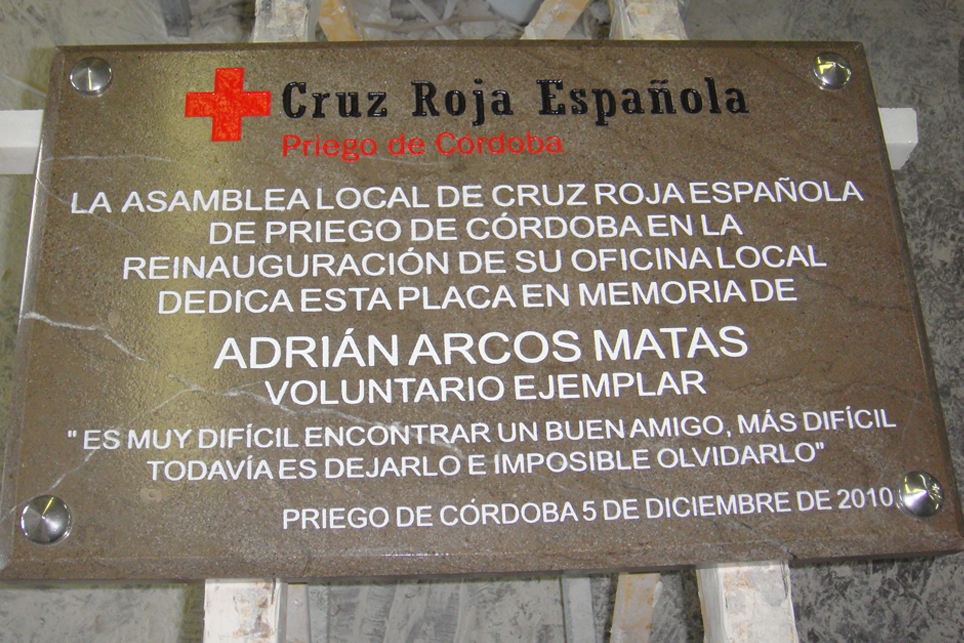 Cruz Roja Española
Priego de Córdoba
LA ASAMBLEA LOCAL DE CRUZ ROJA ESPAÑOLA
DE PRIEGO DE CÓRDOBA EN LA
REINAUGURACIÓN DE SU OFICINA LOCAL
DEDICA ESTA PLACA EN MEMORIA DE
ADRIÁN ARCOS MATAS
VOLUNTARIO EJEMPLAR
" ES MUY DIFÍCIL ENCONTRAR UN BUEN AMIGO, MÁS DIFÍCIL
TODAVÍA ES DEJARLO E IMPOSIBLE OLVIDARLO"
PRIEGO DE CÓRDOBA 5 DE DICIEMBRE DE 2010.